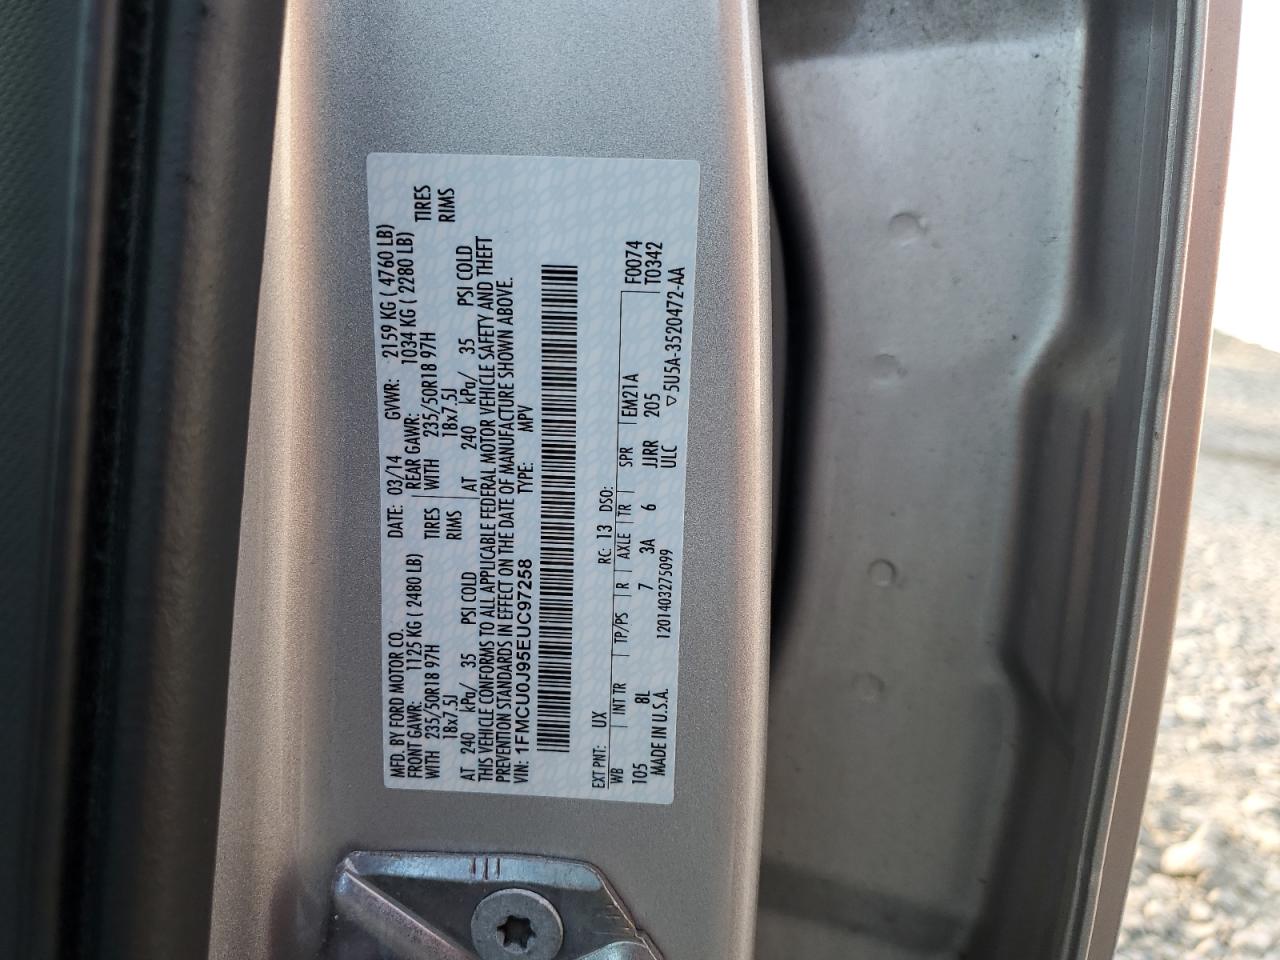 MFD. BY FORD MOTOR CO. DATE: 03/14 GVWR: 2159 KG ( 4760 LB)
FRONT GAWR: 1125 KG ( 2480 LB) REAR GAWR: 1034 KG ( 2280 LB)
WITH 235/50R18 97H TIRES WITH 235/50R18 97H TIRES
18x7.5J RIMS 18x7.5J RIMS
AT 240 kPa/ 35 PSI COLD AT 240 kPa/ 35 PSI COLD
THIS VEHICLE CONFORMS TO ALL APPLICABLE FEDERAL MOTOR VEHICLE SAFETY AND THEFT
PREVENTION STANDARDS IN EFFECT ON THE DATE OF MANUFACTURE SHOWN ABOVE.
VIN: 1FMCU0J95EUC97258 TYPE: MPV
EXT PNT: UX RC: 13 DSO: F0074
WB INT TR TP/PS R AXLE TR SPR EM21A T0342
105 8L 7 3A 6 JJRR 205
MADE IN U.S.A. 1201403275099 ULC ▽5U5A-3520472-AA